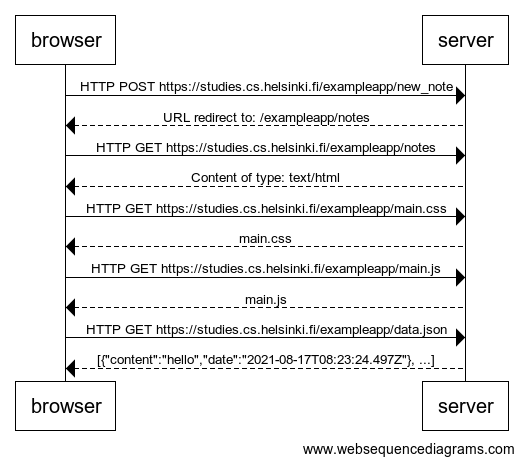 browser server
HTTP POST https://studies.cs.helsinki.fi/exampleapp/new_note
URL redirect to: /exampleapp/notes
HTTP GET https://studies.cs.helsinki.fi/exampleapp/notes
Content of type: text/html
HTTP GET https://studies.cs.helsinki.fi/exampleapp/main.css
main.css
HTTP GET https://studies.cs.helsinki.fi/exampleapp/main.js
main.js
HTTP GET https://studies.cs.helsinki.fi/exampleapp/data.json
[{"content":"hello","date":"2021-08-17T08:23:24.497Z"}, ...]
browser server
www.websequencediagrams.com